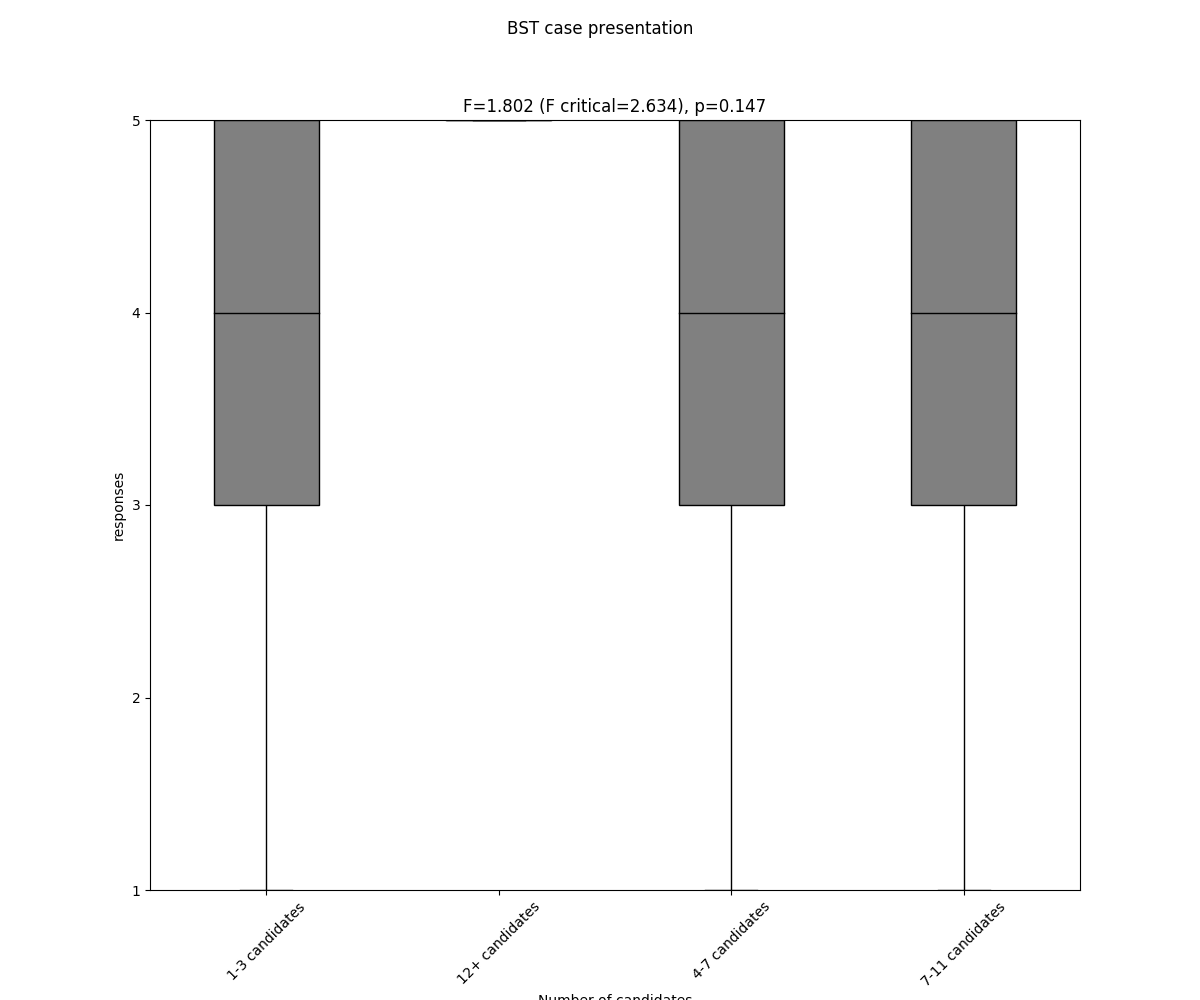 BST case presentation
F=1.802 (F critical=2.634), p=0.147
5
4
3
2
1
responses
1-3 candidates
12+ candidates
4-7 candidates
7-11 candidates
Number of candidates